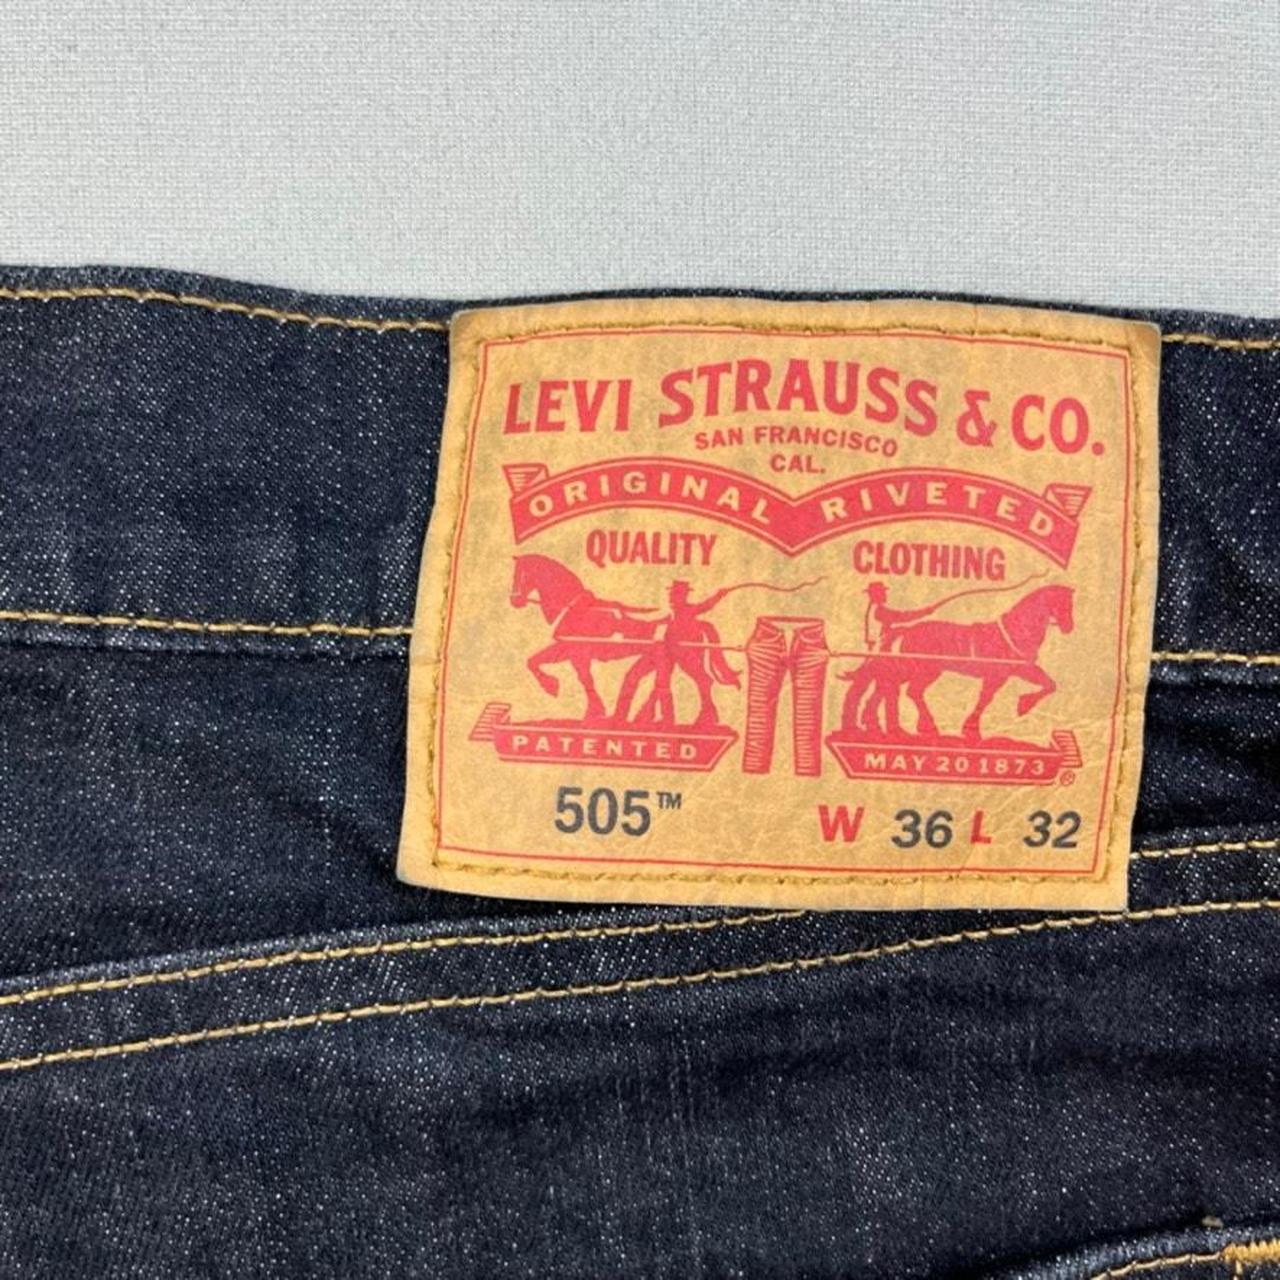 LEVI STRAUSS & CO.
SAN FRANCISCO
CAL.
ORIGINAL RIVETED
QUALITY CLOTHING
PATENTED MAY 20 1873 ®
505™ W 36 L 32